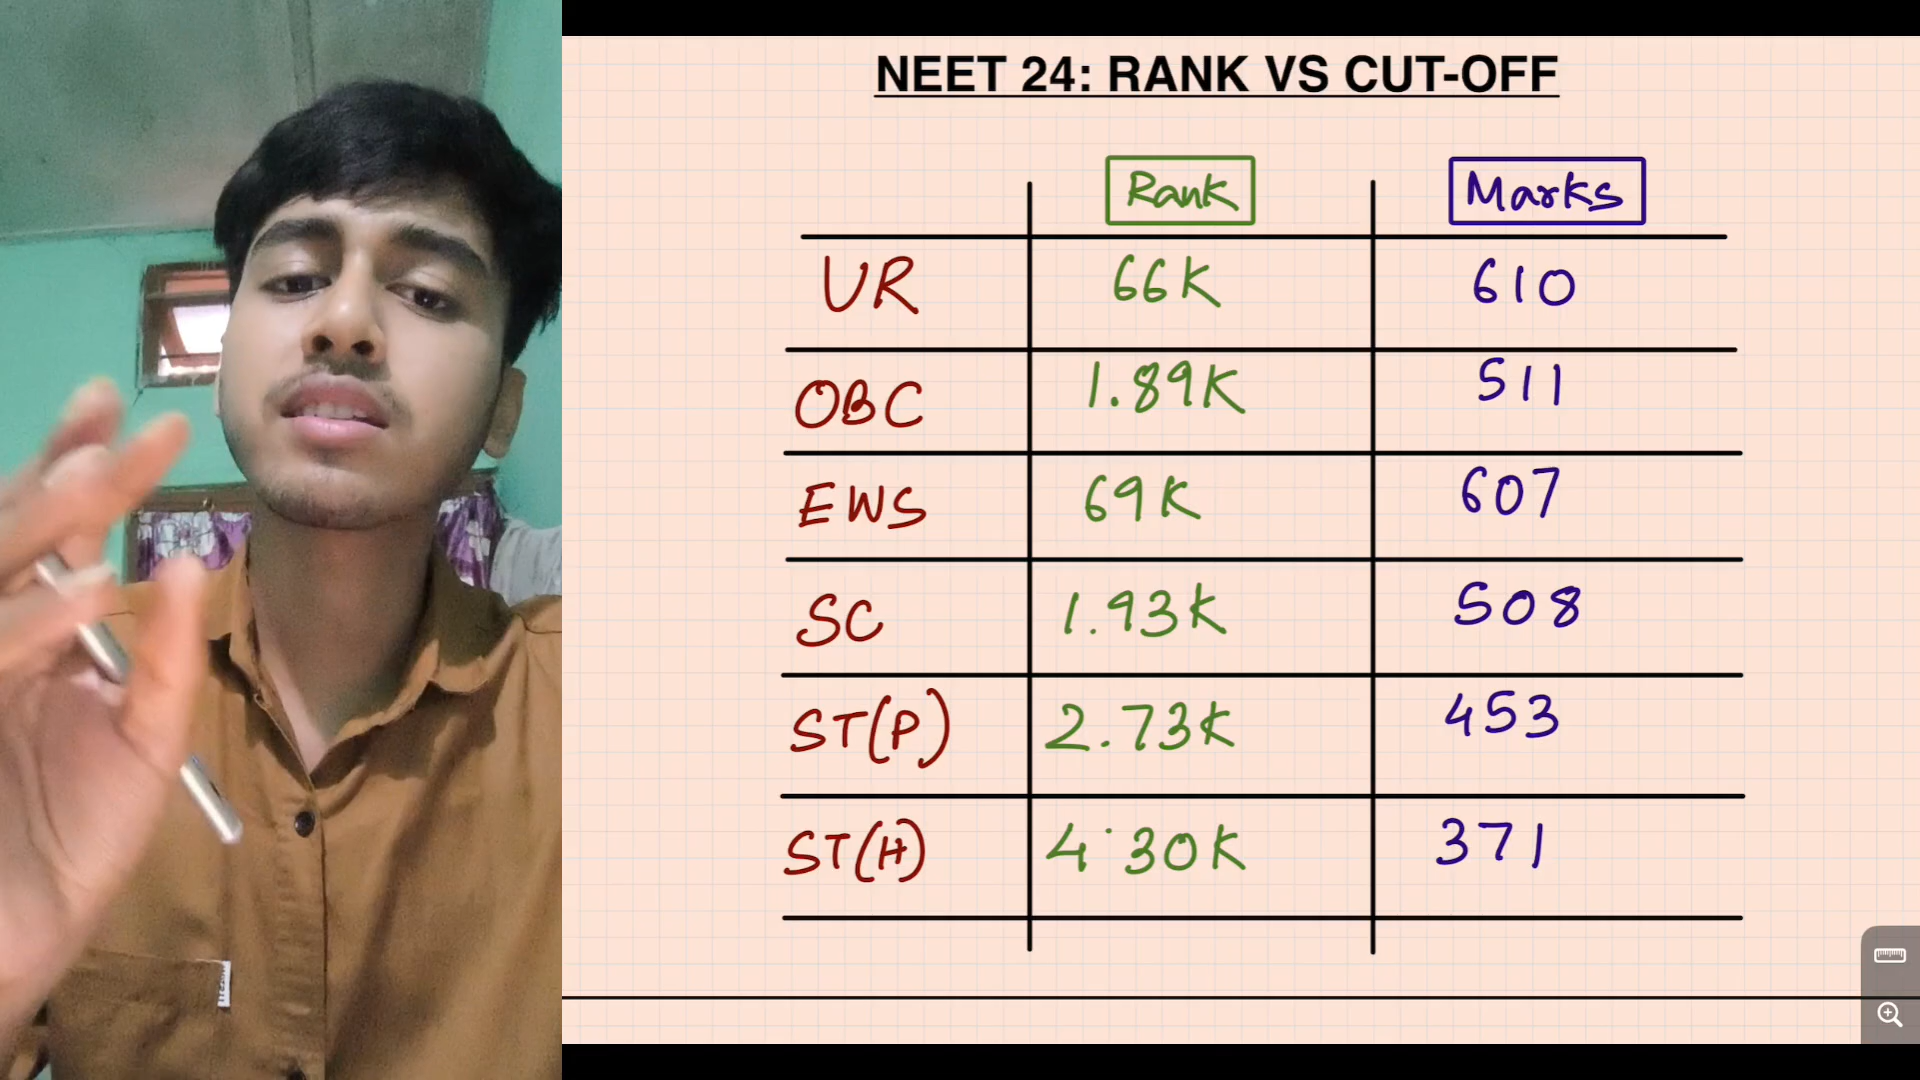 NEET 24: RANK VS CUT-OFF
Rank Marks
UR 66K 610
OBC 1.89K 511
EWS 69K 607
SC 1.93K 508
ST(P) 2.73K 453
ST(H) 4.30K 371